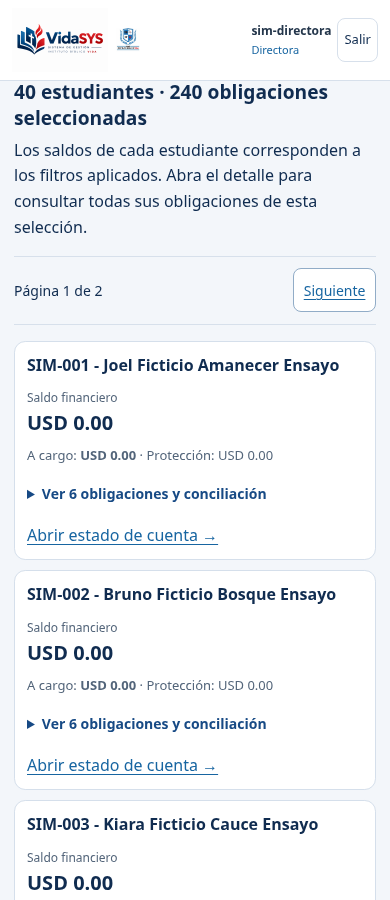 VidaSYS
sim-directora
Directora
Salir
40 estudiantes · 240 obligaciones
seleccionadas
Los saldos de cada estudiante corresponden a
los filtros aplicados. Abra el detalle para
consultar todas sus obligaciones de esta
selección.
Página 1 de 2
Siguiente
SIM-001 - Joel Ficticio Amanecer Ensayo
Saldo financiero
USD 0.00
A cargo: USD 0.00 · Protección: USD 0.00
▶ Ver 6 obligaciones y conciliación
Abrir estado de cuenta →
SIM-002 - Bruno Ficticio Bosque Ensayo
Saldo financiero
USD 0.00
A cargo: USD 0.00 · Protección: USD 0.00
▶ Ver 6 obligaciones y conciliación
Abrir estado de cuenta →
SIM-003 - Kiara Ficticio Cauce Ensayo
Saldo financiero
USD 0.00